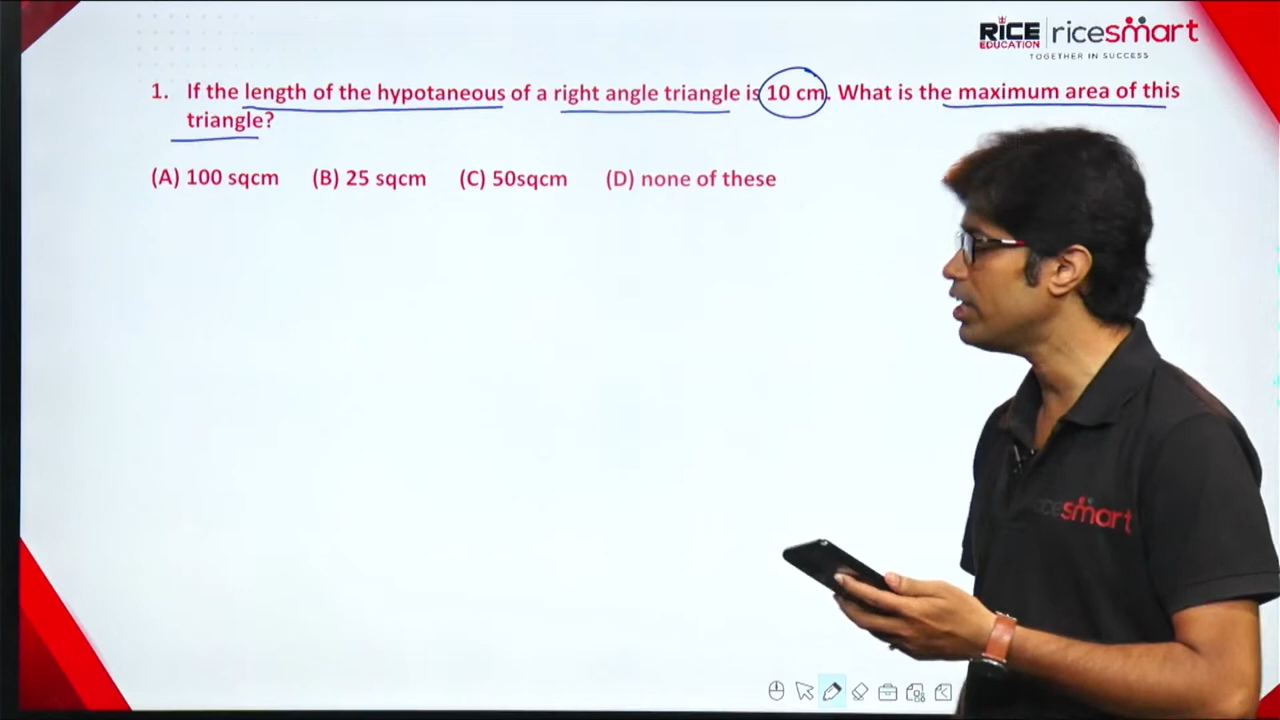 RICE
EDUCATION
ricesmart
TOGETHER IN SUCCESS
1. If the length of the hypotaneous of a right angle triangle is 10 cm. What is the maximum area of this
triangle?
(A) 100 sqcm (B) 25 sqcm (C) 50sqcm (D) none of these
ricesmart